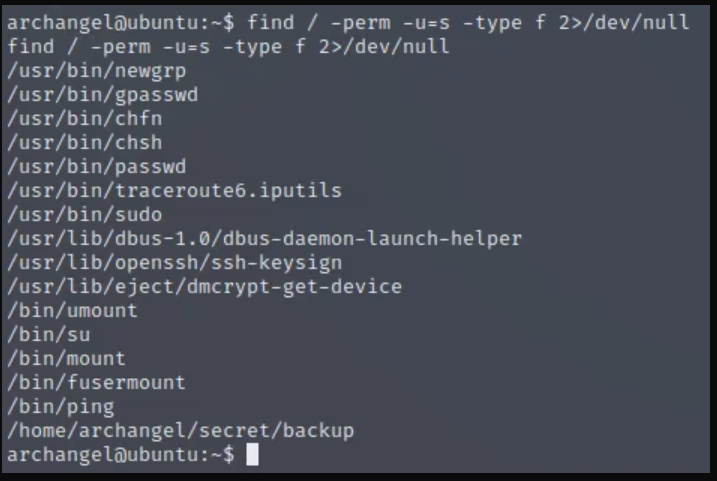 archangel@ubuntu:~$ find / -perm -u=s -type f 2>/dev/null
find / -perm -u=s -type f 2>/dev/null
/usr/bin/newgrp
/usr/bin/gpasswd
/usr/bin/chfn
/usr/bin/chsh
/usr/bin/passwd
/usr/bin/traceroute6.iputils
/usr/bin/sudo
/usr/lib/dbus-1.0/dbus-daemon-launch-helper
/usr/lib/openssh/ssh-keysign
/usr/lib/eject/dmcrypt-get-device
/bin/umount
/bin/su
/bin/mount
/bin/fusermount
/bin/ping
/home/archangel/secret/backup
archangel@ubuntu:~$